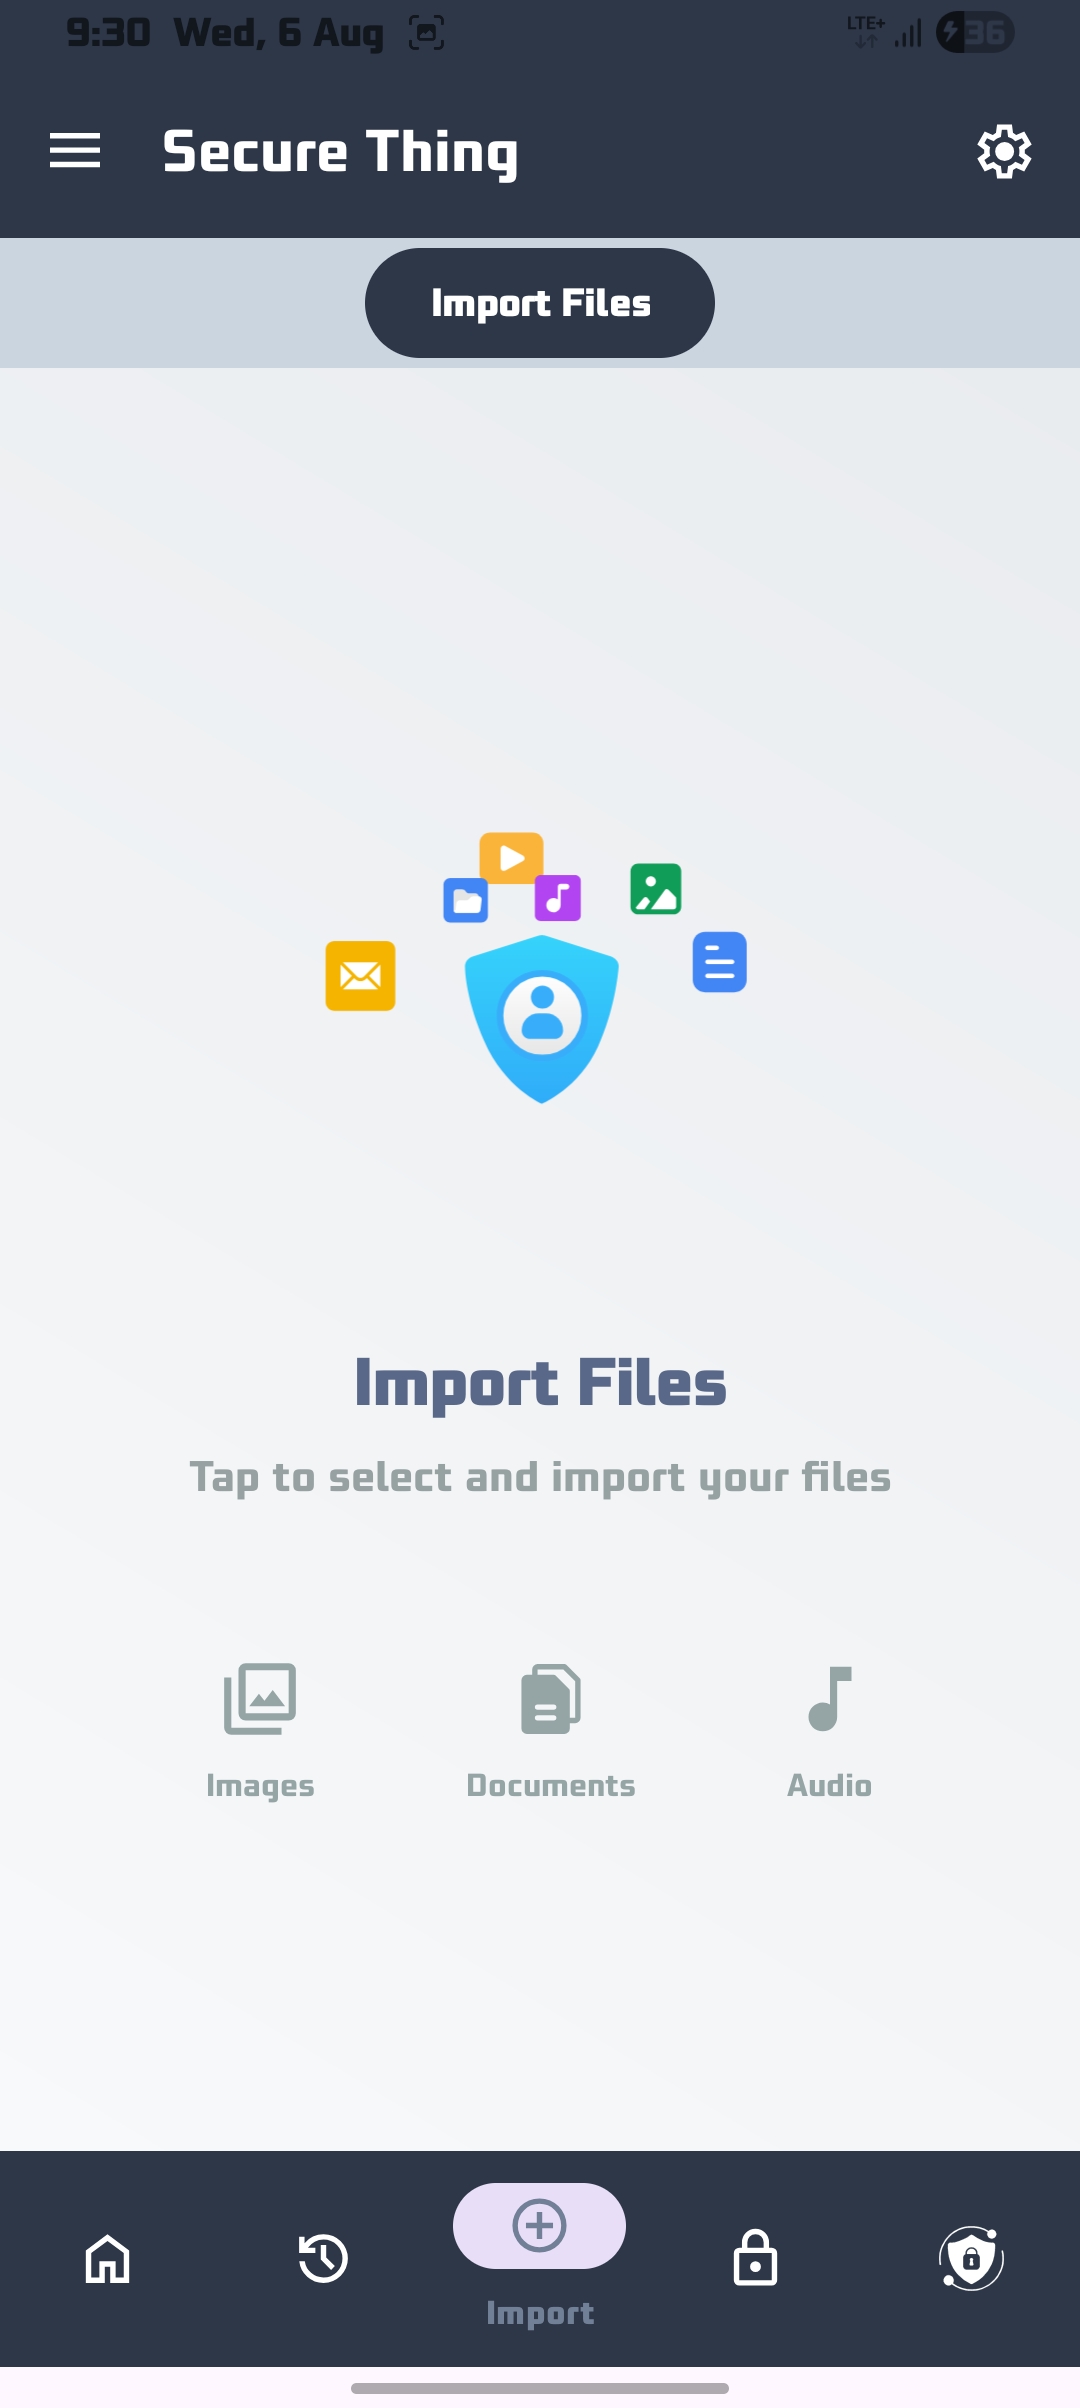 9:30 Wed, 6 Aug
LTE+
36
Secure Thing
Import Files
Import Files
Tap to select and import your files
Images
Documents
Audio
Import